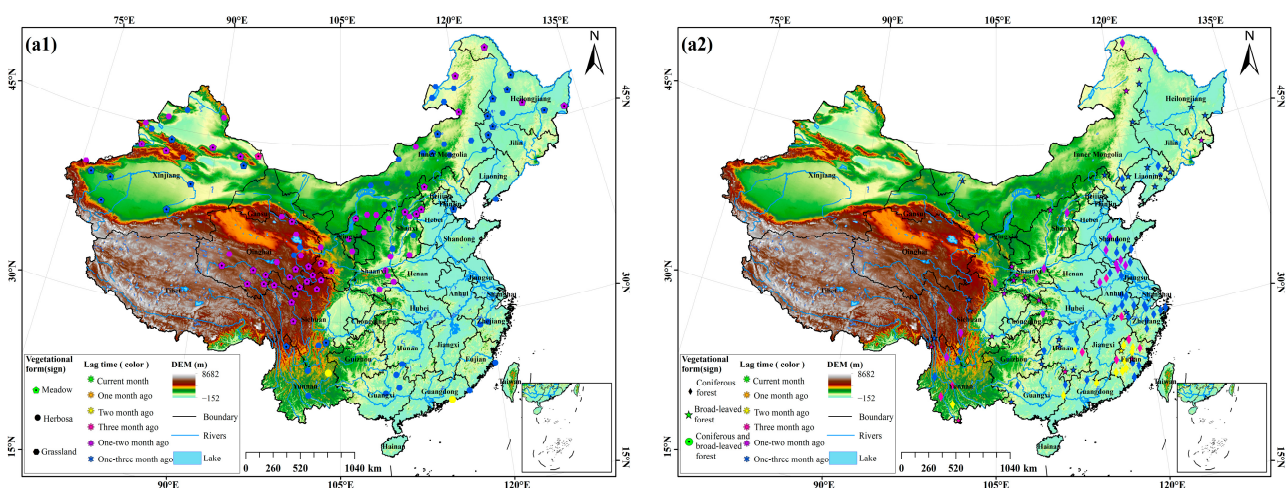 75°E 90°E 105°E 120°E 135°E
(a1)
N
45°N
30°N
15°N
45°N
30°N
15°N
Heilongjiang
Jilin
Inner Mongolia
Liaoning
Xinjiang
Beijing
Tianjin
Hebei
Gansu
Ningxia
Shanxi
Shandong
Qinghai
Shaanxi
Henan
Jiangsu
Tibet
Anhui
Shanghai
Hubei
Sichuan
Chongqing
Zhejiang
Hunan
Jiangxi
Guizhou
Fujian
Yunnan
Guangxi
Guangdong
Taiwan
Hainan
Vegetational
form(sign)
Meadow
Herbosa
Grassland
Lag time ( color )
Current month
One month ago
Two month ago
Three month ago
One-two month ago
One-three month ago
DEM (m)
8682
−152
Boundary
Rivers
Lake
0 260 520 1040 km
90°E 105°E 120°E
75°E 90°E 105°E 120°E 135°E
(a2)
N
45°N
30°N
15°N
45°N
30°N
15°N
Heilongjiang
Jilin
Inner Mongolia
Liaoning
Xinjiang
Beijing
Tianjin
Hebei
Gansu
Ningxia
Shanxi
Shandong
Qinghai
Shaanxi
Henan
Jiangsu
Tibet
Anhui
Shanghai
Hubei
Sichuan
Chongqing
Zhejiang
Hunan
Jiangxi
Guizhou
Fujian
Yunnan
Guangxi
Guangdong
Taiwan
Hainan
Vegetational
form(sign)
Coniferous
forest
Broad-leaved
forest
Coniferous and
broad-leaved
forest
Lag time ( color )
Current month
One month ago
Two month ago
Three month ago
One-two month ago
One-three month ago
DEM (m)
8682
−152
Boundary
Rivers
Lake
0 260 520 1040 km
90°E 105°E 120°E